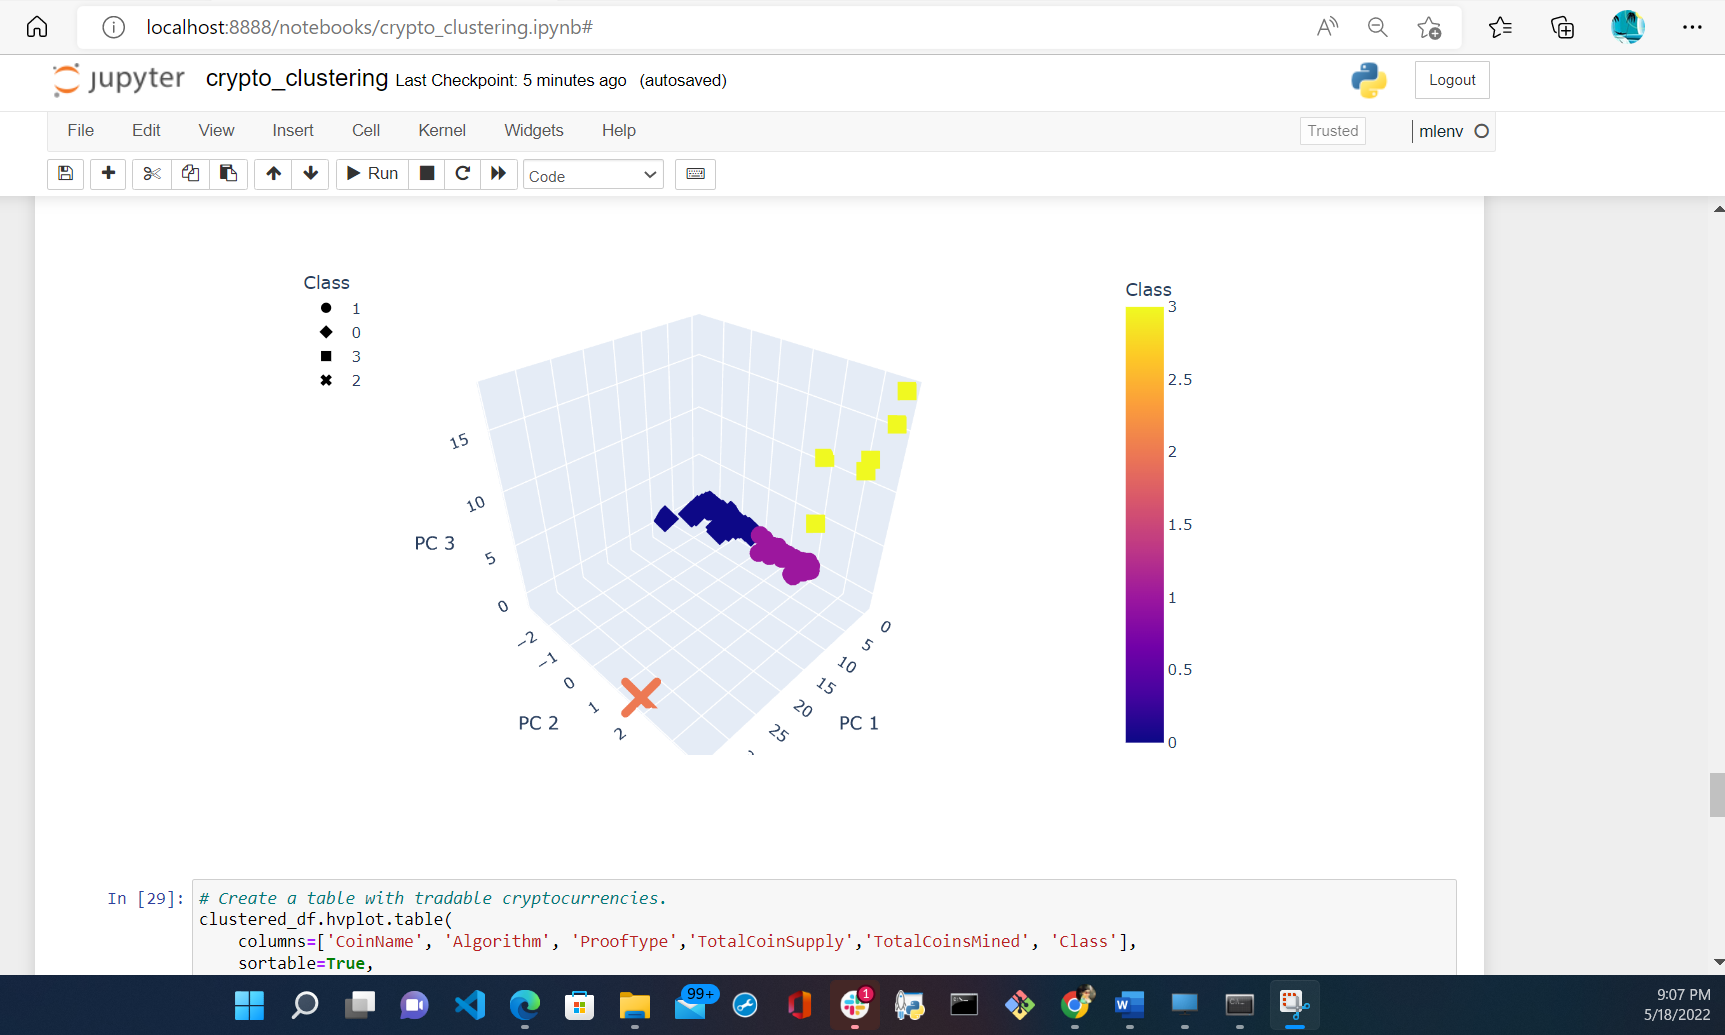 localhost:8888/notebooks/crypto_clustering.ipynb#
jupyter crypto_clustering Last Checkpoint: 5 minutes ago (autosaved)
Logout
File Edit View Insert Cell Kernel Widgets Help
Trusted
mlenv
Run
Code
Class
1
0
3
2
Class
3
2.5
2
1.5
1
0.5
0
15
10
5
0
PC 3
−2
−1
0
1
2
PC 2
0
5
10
15
20
25
PC 1
In [29]:
# Create a table with tradable cryptocurrencies.
clustered_df.hvplot.table(
columns=['CoinName', 'Algorithm', 'ProofType','TotalCoinSupply','TotalCoinsMined', 'Class'],
sortable=True,
99+
1
9:07 PM
5/18/2022